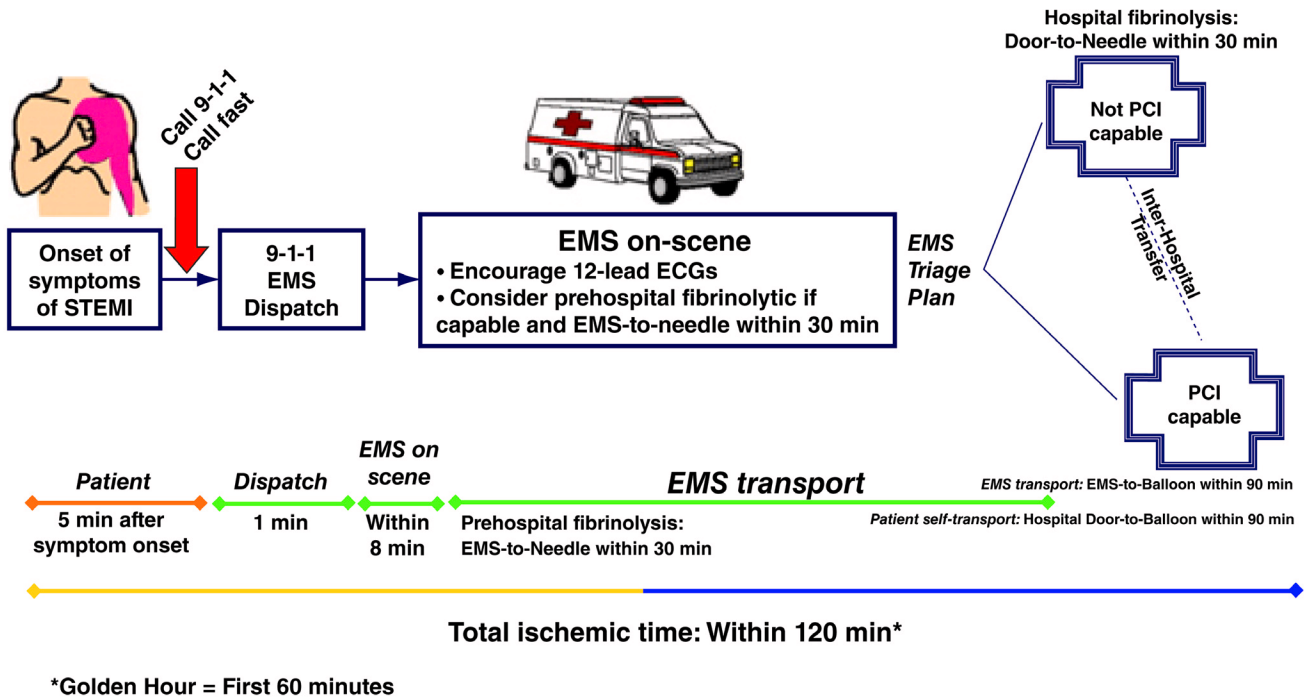 Hospital fibrinolysis:
Door-to-Needle within 30 min
Not PCI
capable
Call 9-1-1
Call fast
Onset of
symptoms
of STEMI
9-1-1
EMS
Dispatch
EMS on-scene
• Encourage 12-lead ECGs
• Consider prehospital fibrinolytic if
capable and EMS-to-needle within 30 min
EMS
Triage
Plan
Inter-Hospital
Transfer
PCI
capable
Patient
5 min after
symptom onset
Dispatch
1 min
EMS on
scene
Within
8 min
EMS transport
Prehospital fibrinolysis:
EMS-to-Needle within 30 min
EMS transport: EMS-to-Balloon within 90 min
Patient self-transport: Hospital Door-to-Balloon within 90 min
Total ischemic time: Within 120 min*
*Golden Hour = First 60 minutes